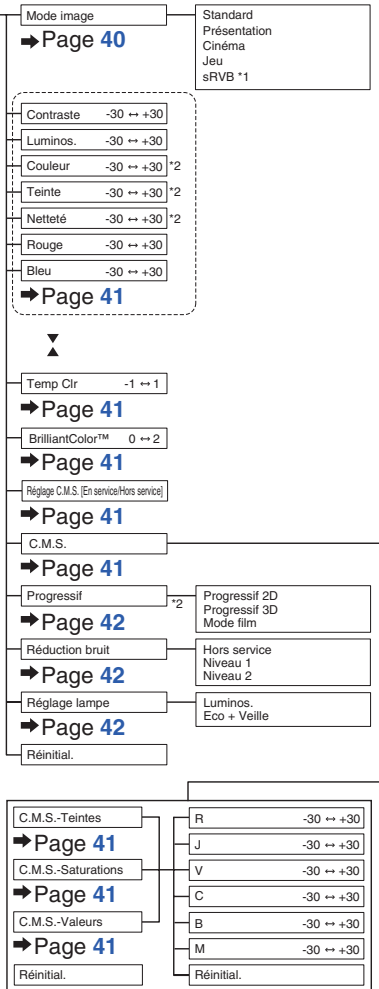 Mode image
➡Page 40
Standard
Présentation
Cinéma
Jeu
sRVB *1
Contraste -30 ↔ +30
Luminos. -30 ↔ +30
Couleur -30 ↔ +30 *2
Teinte -30 ↔ +30 *2
Netteté -30 ↔ +30 *2
Rouge -30 ↔ +30
Bleu -30 ↔ +30
➡Page 41
Temp Clr -1 ↔ 1
➡Page 41
BrilliantColor™ 0 ↔ 2
➡Page 41
Réglage C.M.S. [En service/Hors service]
➡Page 41
C.M.S.
➡Page 41
Progressif *2
➡Page 42
Progressif 2D
Progressif 3D
Mode film
Réduction bruit
➡Page 42
Hors service
Niveau 1
Niveau 2
Réglage lampe
➡Page 42
Luminos.
Eco + Veille
Réinitial.
C.M.S.-Teintes
➡Page 41
C.M.S.-Saturations
➡Page 41
C.M.S.-Valeurs
➡Page 41
Réinitial.
R -30 ↔ +30
J -30 ↔ +30
V -30 ↔ +30
C -30 ↔ +30
B -30 ↔ +30
M -30 ↔ +30
Réinitial.